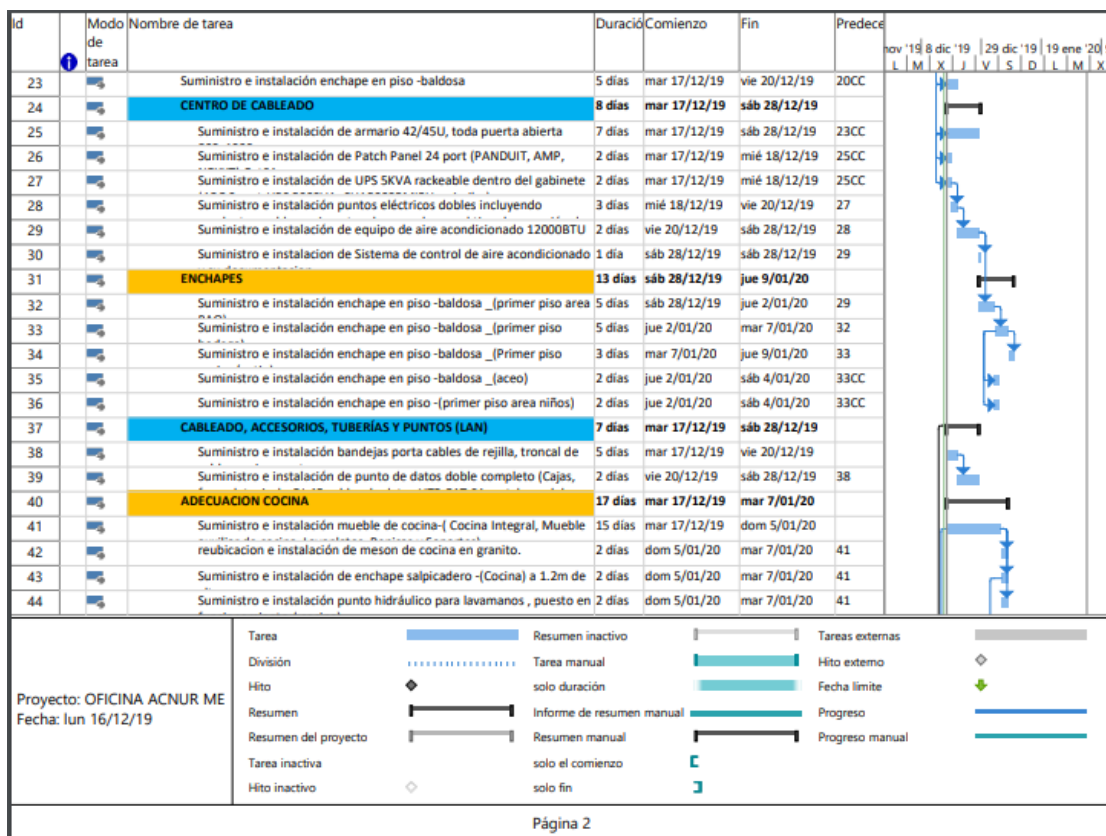 Id Modo de tarea Nombre de tarea Duració Comienzo Fin Predece
nov '19 8 dic '19 29 dic '19 19 ene '20
L M X J V S D L M X
23 Suministro e instalación enchape en piso -baldosa 5 días mar 17/12/19 vie 20/12/19 20CC
24 CENTRO DE CABLEADO 8 días mar 17/12/19 sáb 28/12/19
25 Suministro e instalación de armario 42/45U, toda puerta abierta 7 días mar 17/12/19 sáb 28/12/19 23CC
26 Suministro e instalación de Patch Panel 24 port (PANDUIT, AMP, 2 días mar 17/12/19 mié 18/12/19 25CC
27 Suministro e instalación de UPS 5KVA rackeable dentro del gabinete 2 días mar 17/12/19 mié 18/12/19 25CC
28 Suministro e instalación puntos eléctricos dobles incluyendo 3 días mié 18/12/19 vie 20/12/19 27
29 Suministro e instalación de equipo de aire acondicionado 12000BTU 2 días vie 20/12/19 sáb 28/12/19 28
30 Suministro e instalacion de Sistema de control de aire acondicionado 1 día sáb 28/12/19 sáb 28/12/19 29
31 ENCHAPES 13 días sáb 28/12/19 jue 9/01/20
32 Suministro e instalación enchape en piso -baldosa _(primer piso area 5 días sáb 28/12/19 jue 2/01/20 29
33 Suministro e instalación enchape en piso -baldosa _(primer piso 5 días jue 2/01/20 mar 7/01/20 32
34 Suministro e instalación enchape en piso -baldosa _(Primer piso 3 días mar 7/01/20 jue 9/01/20 33
35 Suministro e instalación enchape en piso -baldosa _(aceo) 2 días jue 2/01/20 sáb 4/01/20 33CC
36 Suministro e instalación enchape en piso -(primer piso area niños) 2 días jue 2/01/20 sáb 4/01/20 33CC
37 CABLEADO, ACCESORIOS, TUBERÍAS Y PUNTOS (LAN) 7 días mar 17/12/19 sáb 28/12/19
38 Suministro e instalación bandejas porta cables de rejilla, troncal de 5 días mar 17/12/19 vie 20/12/19
39 Suministro e instalación de punto de datos doble completo (Cajas, 2 días vie 20/12/19 sáb 28/12/19 38
40 ADECUACION COCINA 17 días mar 17/12/19 mar 7/01/20
41 Suministro e instalación mueble de cocina-( Cocina Integral, Mueble 15 días mar 17/12/19 dom 5/01/20
42 reubicacion e instalación de meson de cocina en granito. 2 días dom 5/01/20 mar 7/01/20 41
43 Suministro e instalación de enchape salpicadero -(Cocina) a 1.2m de 2 días dom 5/01/20 mar 7/01/20 41
44 Suministro e instalación punto hidráulico para lavamanos , puesto en 2 días dom 5/01/20 mar 7/01/20 41
Proyecto: OFICINA ACNUR ME
Fecha: lun 16/12/19
Tarea Resumen inactivo Tareas externas
División Tarea manual Hito externo
Hito solo duración Fecha límite
Resumen Informe de resumen manual Progreso
Resumen del proyecto Resumen manual Progreso manual
Tarea inactiva solo el comienzo
Hito inactivo solo fin
Página 2